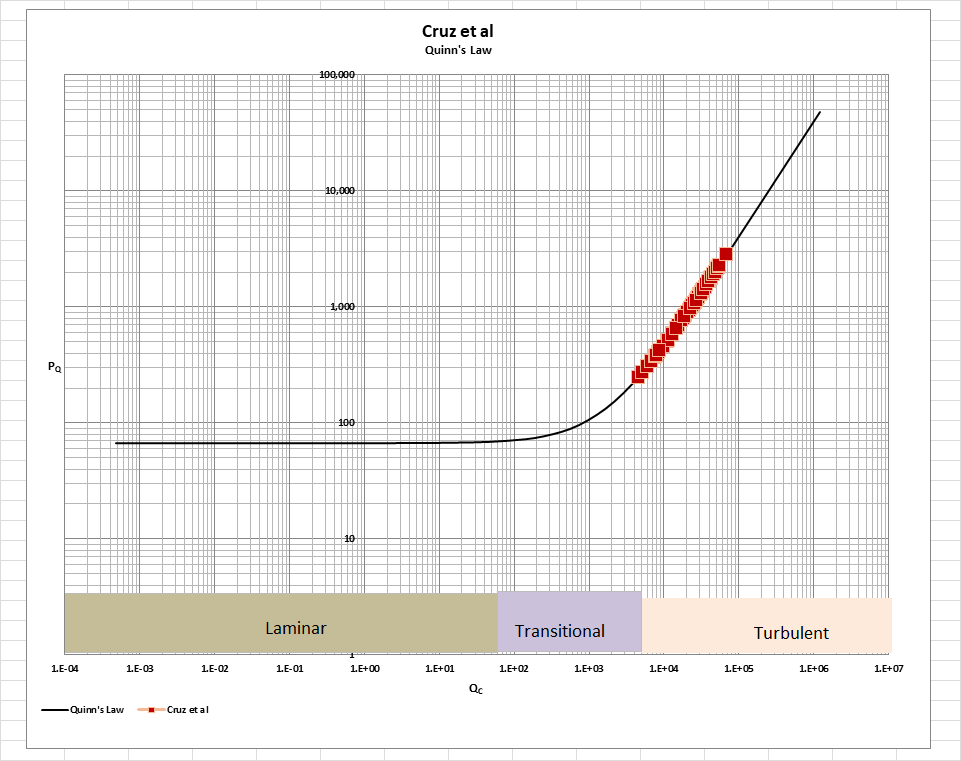 Cruz et al
Quinn's Law
100,000
10,000
1,000
P_Q
100
10
Laminar
Transitional
Turbulent
1
1.E-04 1.E-03 1.E-02 1.E-01 1.E+00 1.E+01 1.E+02 1.E+03 1.E+04 1.E+05 1.E+06 1.E+07
Q_C
Quinn's Law Cruz et al